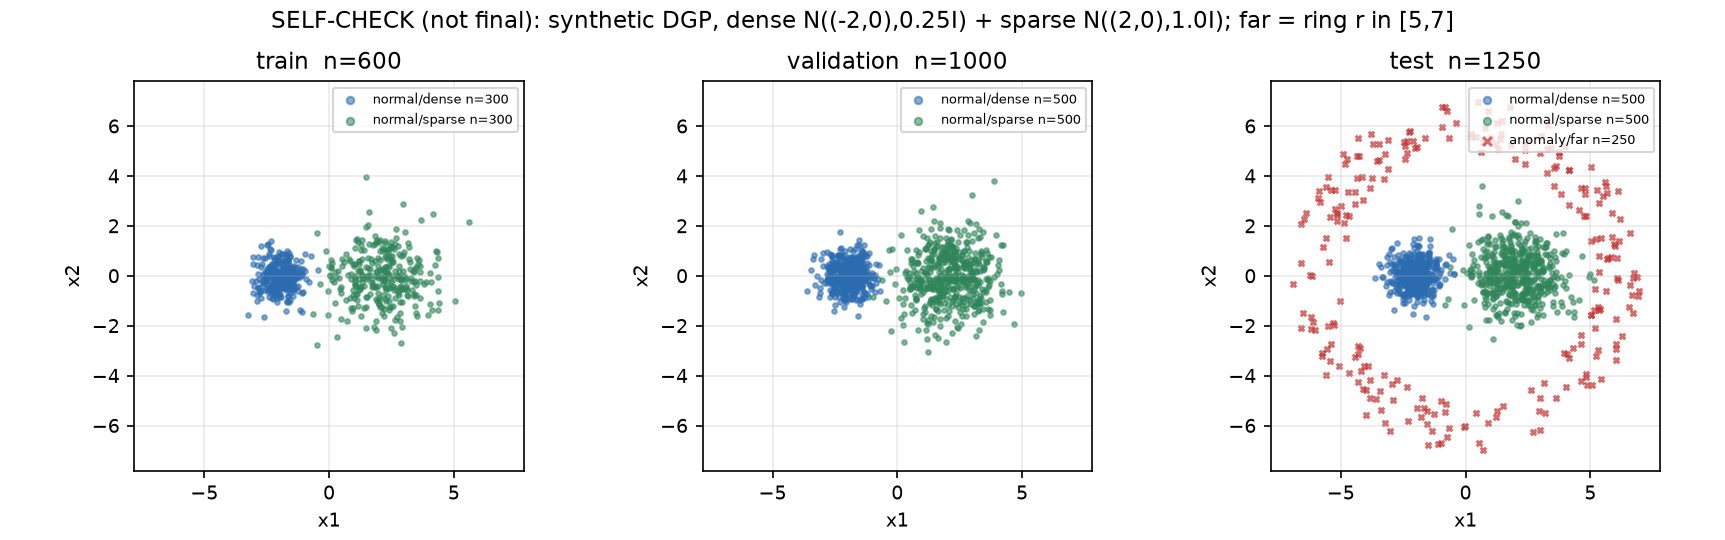 SELF-CHECK (not final): synthetic DGP, dense N((-2,0),0.25I) + sparse N((2,0),1.0I); far = ring r in [5,7]
train n=600
normal/dense n=300
normal/sparse n=300
6
4
2
0
−2
−4
−6
x2
−5
0
5
x1
validation n=1000
normal/dense n=500
normal/sparse n=500
6
4
2
0
−2
−4
−6
x2
−5
0
5
x1
test n=1250
normal/dense n=500
normal/sparse n=500
anomaly/far n=250
6
4
2
0
−2
−4
−6
x2
−5
0
5
x1